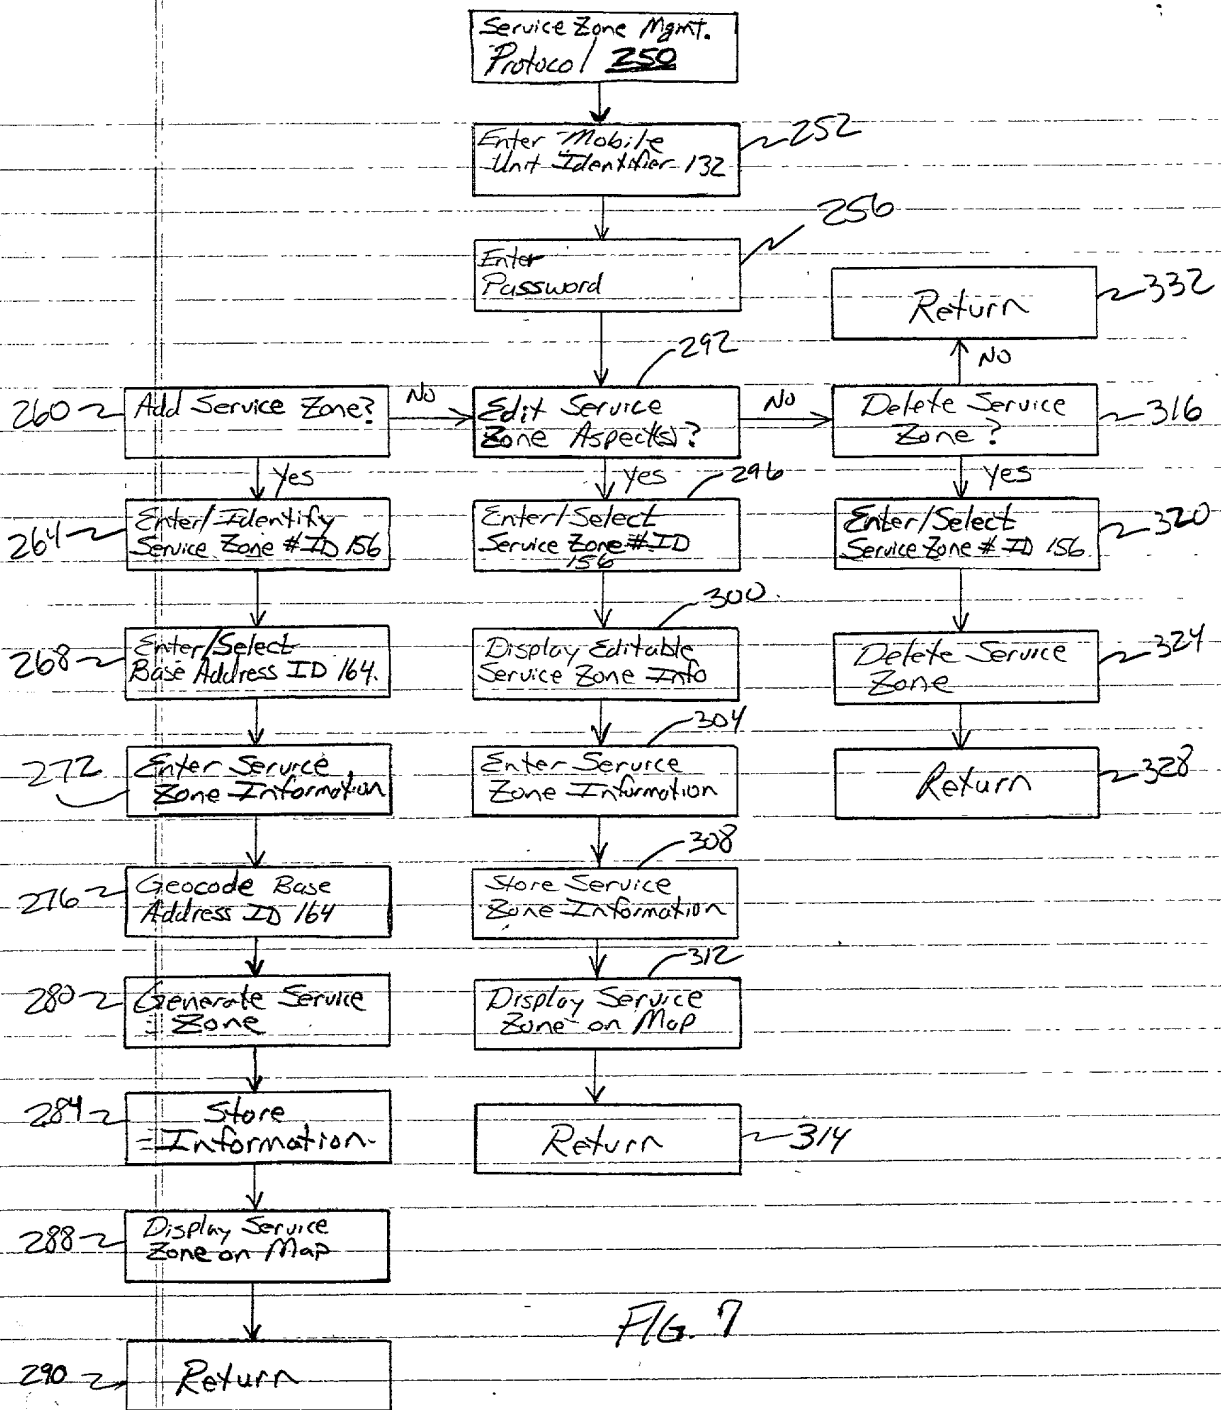 Service Zone Mgmt.
Protocol 250
Enter Mobile
Unit Identifier 132
252
Enter
Password
256
Return
332
No
292
260
Add Service Zone?
No
Edit Service
Zone Aspect(s)?
No
Delete Service
Zone?
316
Yes
Yes
296
Yes
264
Enter/Identify
Service Zone # ID 156
Enter/Select
Service Zone # ID
156
Enter/Select
Service Zone # ID 156.
320
300.
268
Enter/Select
Base Address ID 164.
Display Editable
Service Zone Info
Delete Service
Zone
324
304
272
Enter Service
Zone Information
Enter Service
Zone Information
Return
328
308
276
Geocode Base
Address ID 164
Store Service
Zone Information
312
280
Generate Service
Zone
Display Service
Zone on Map
284
Store
Information
Return
314
288
Display Service
Zone on Map
FIG. 7
290
Return